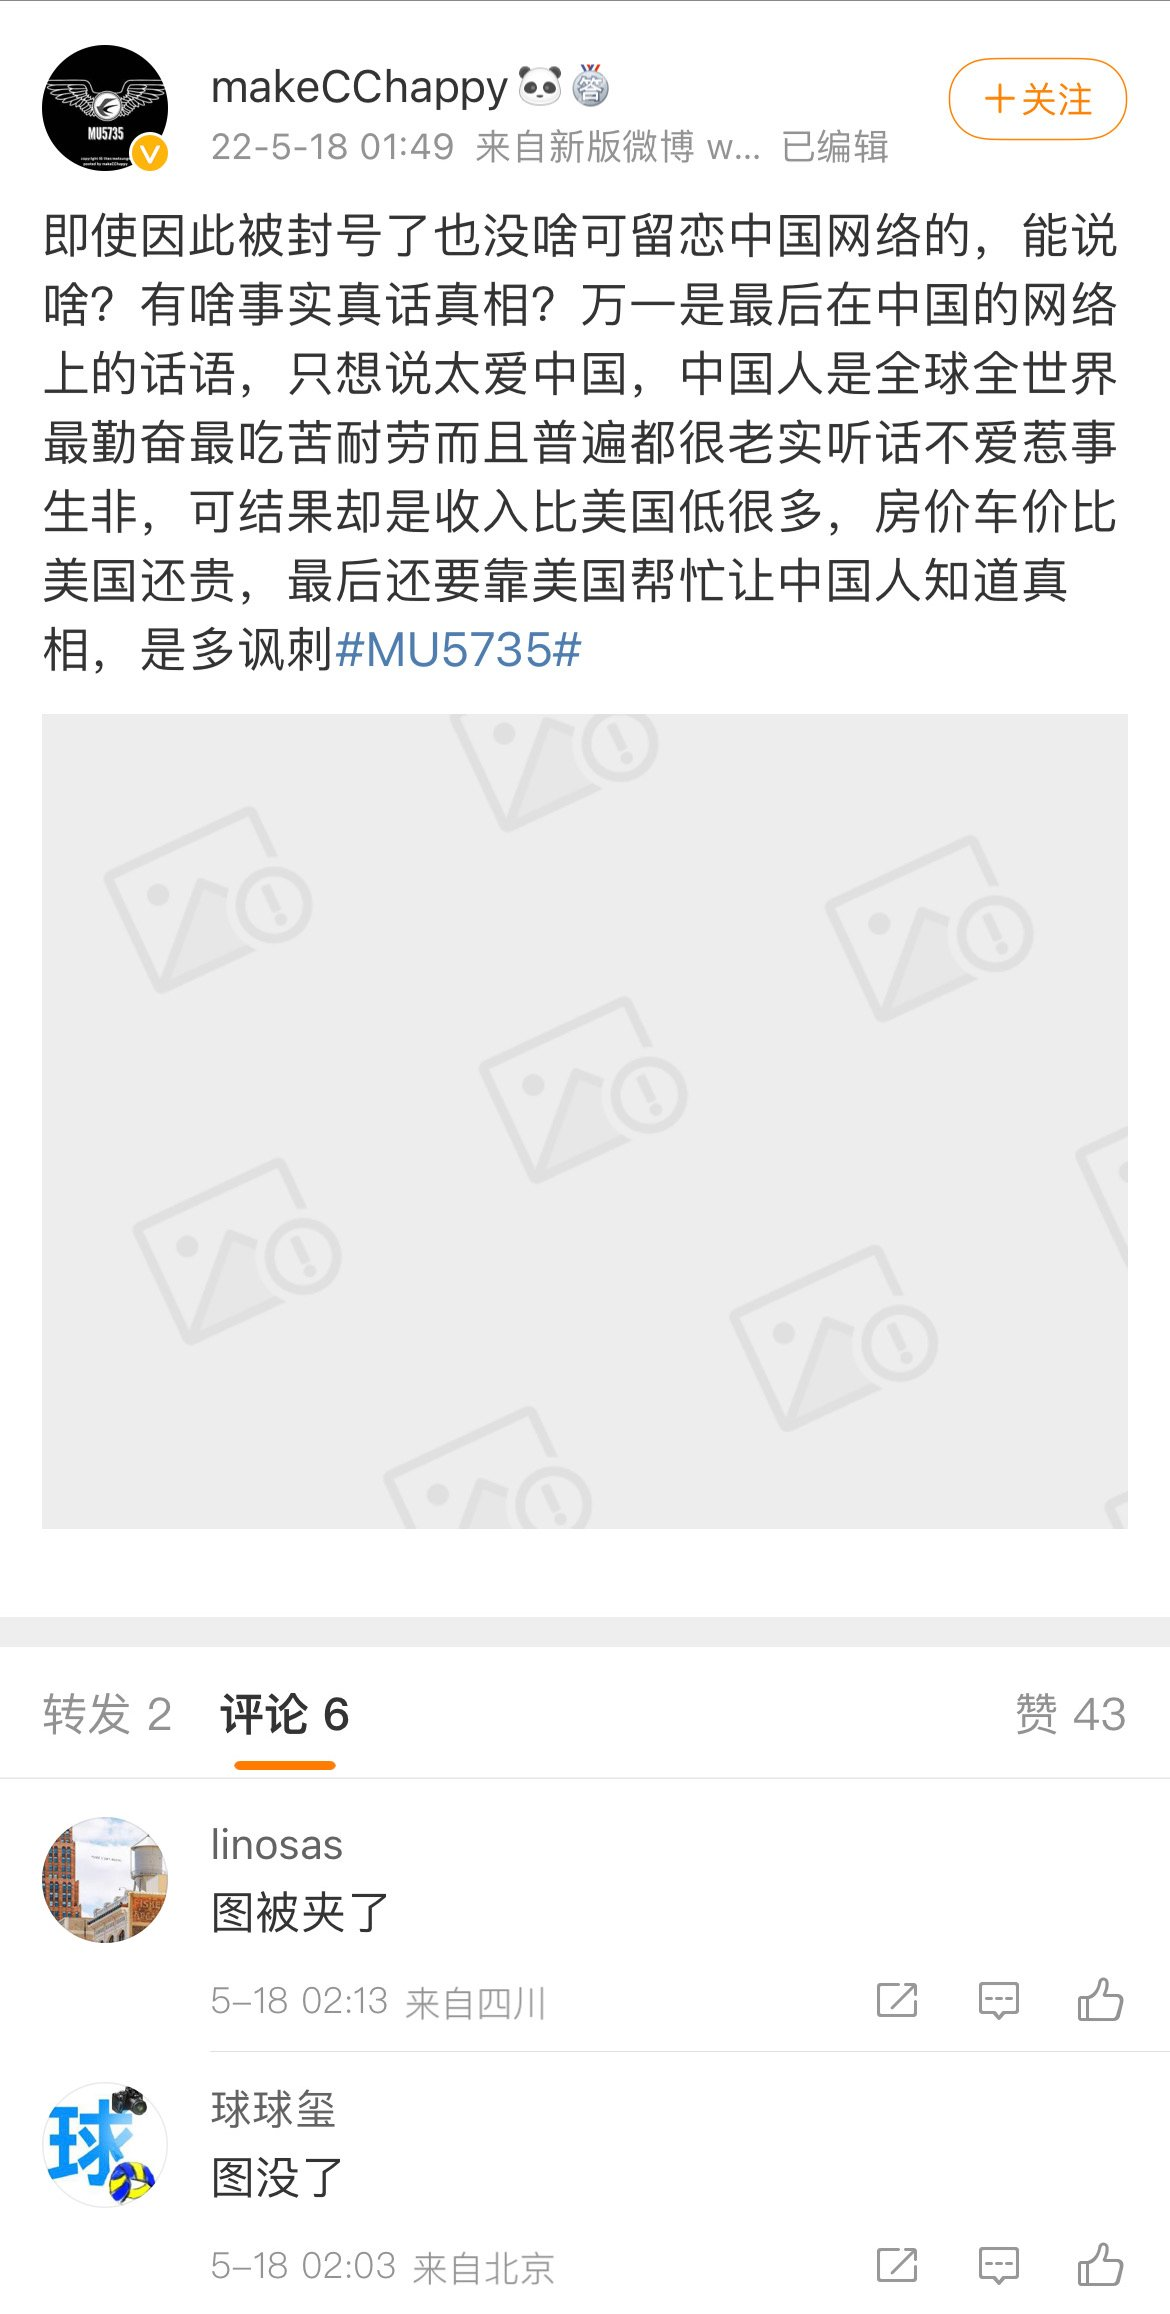 makeCChappy
答
+关注
22-5-18 01:49 来自新版微博 w... 已编辑
MU5735
即使因此被封号了也没啥可留恋中国网络的，能说
啥？有啥事实真话真相？万一是最后在中国的网络
上的话语，只想说太爱中国，中国人是全球全世界
最勤奋最吃苦耐劳而且普遍都很老实听话不爱惹事
生非，可结果却是收入比美国低很多，房价车价比
美国还贵，最后还要靠美国帮忙让中国人知道真
相，是多讽刺#MU5735#
转发 2 评论 6 赞 43
linosas
图被夹了
5-18 02:13 来自四川
球球玺
球
图没了
5-18 02:03 来自北京